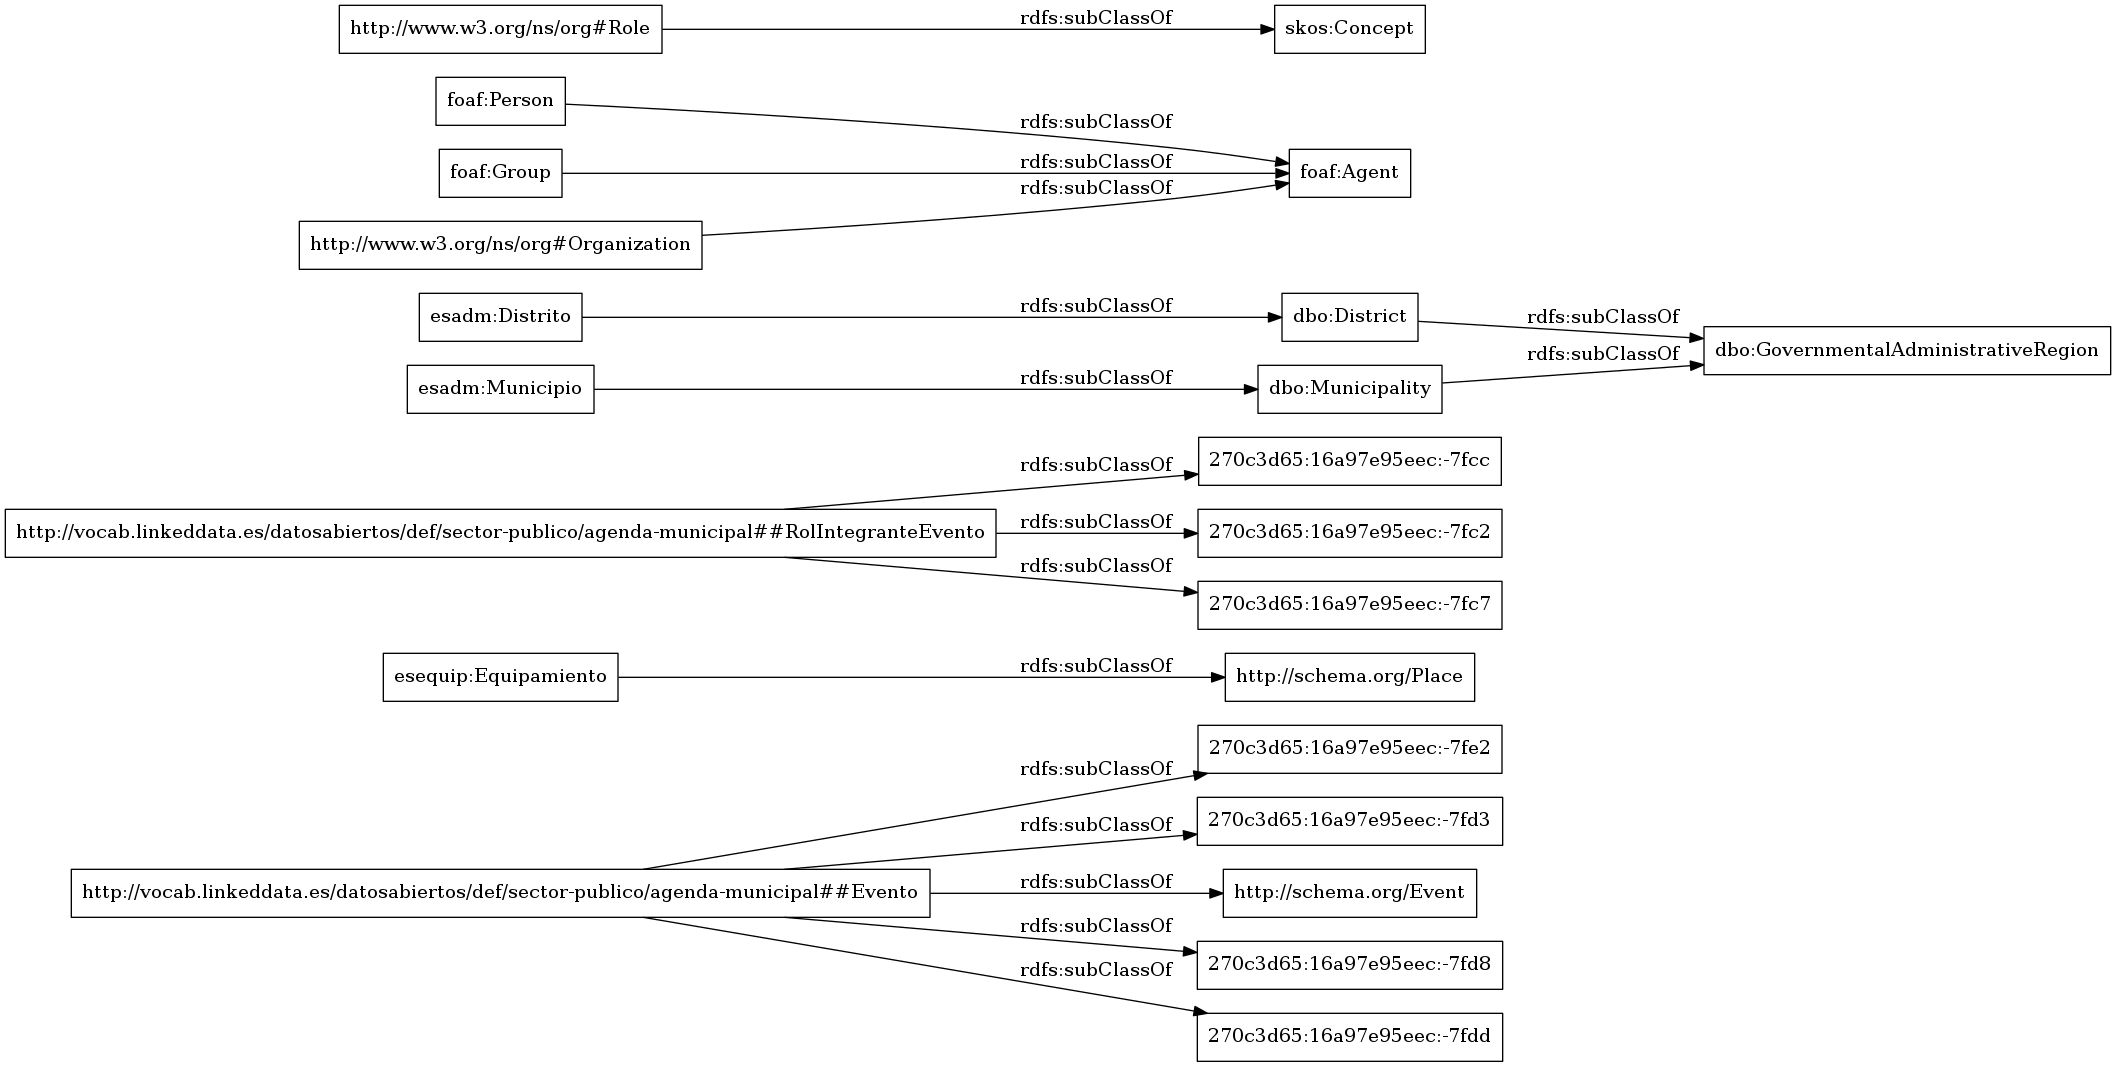 http://www.w3.org/ns/org#Role
rdfs:subClassOf
skos:Concept
foaf:Person
rdfs:subClassOf
foaf:Group
rdfs:subClassOf
foaf:Agent
http://www.w3.org/ns/org#Organization
rdfs:subClassOf
esadm:Distrito
rdfs:subClassOf
dbo:District
rdfs:subClassOf
dbo:GovernmentalAdministrativeRegion
esadm:Municipio
rdfs:subClassOf
dbo:Municipality
rdfs:subClassOf
http://vocab.linkeddata.es/datosabiertos/def/sector-publico/agenda-municipal##RolIntegranteEvento
rdfs:subClassOf
270c3d65:16a97e95eec:-7fcc
rdfs:subClassOf
270c3d65:16a97e95eec:-7fc2
rdfs:subClassOf
270c3d65:16a97e95eec:-7fc7
esequip:Equipamiento
rdfs:subClassOf
http://schema.org/Place
http://vocab.linkeddata.es/datosabiertos/def/sector-publico/agenda-municipal##Evento
rdfs:subClassOf
270c3d65:16a97e95eec:-7fe2
rdfs:subClassOf
270c3d65:16a97e95eec:-7fd3
rdfs:subClassOf
http://schema.org/Event
rdfs:subClassOf
270c3d65:16a97e95eec:-7fd8
rdfs:subClassOf
270c3d65:16a97e95eec:-7fdd